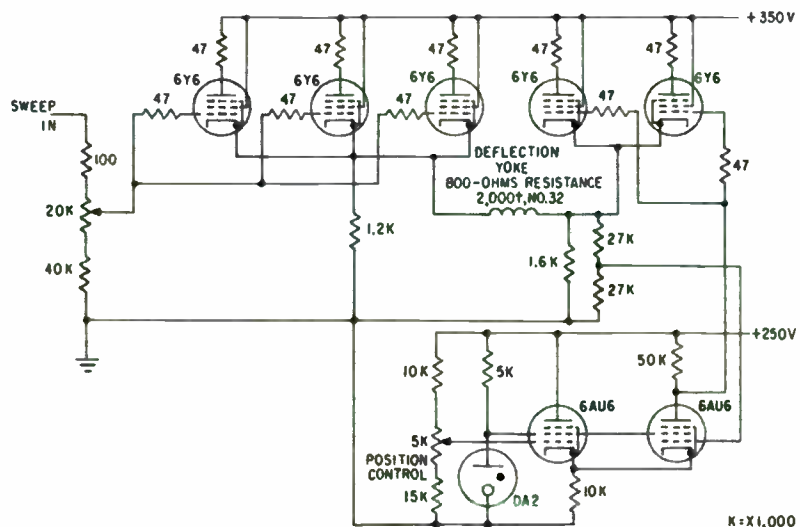 +350V
47
47
47
47
47
6Y6
6Y6
6Y6
6Y6
6Y6
47
47
47
47
SWEEP
IN
47
100
DEFLECTION
YOKE
800-OHMS RESISTANCE
2,000t, NO.32
20K
1.2K
27K
1.6K
40K
27K
+250V
10K
5K
50K
6AU6
6AU6
5K
POSITION
CONTROL
15K
OA2
10K
K=X1,000